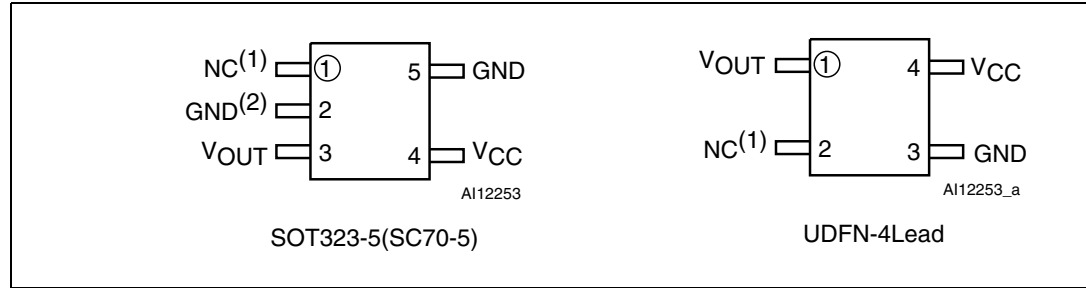 NC(1) 1 5 GND
GND(2) 2
VOUT 3 4 VCC
AI12253
SOT323-5(SC70-5)
VOUT 1 4 VCC
NC(1) 2 3 GND
AI12253_a
UDFN-4Lead